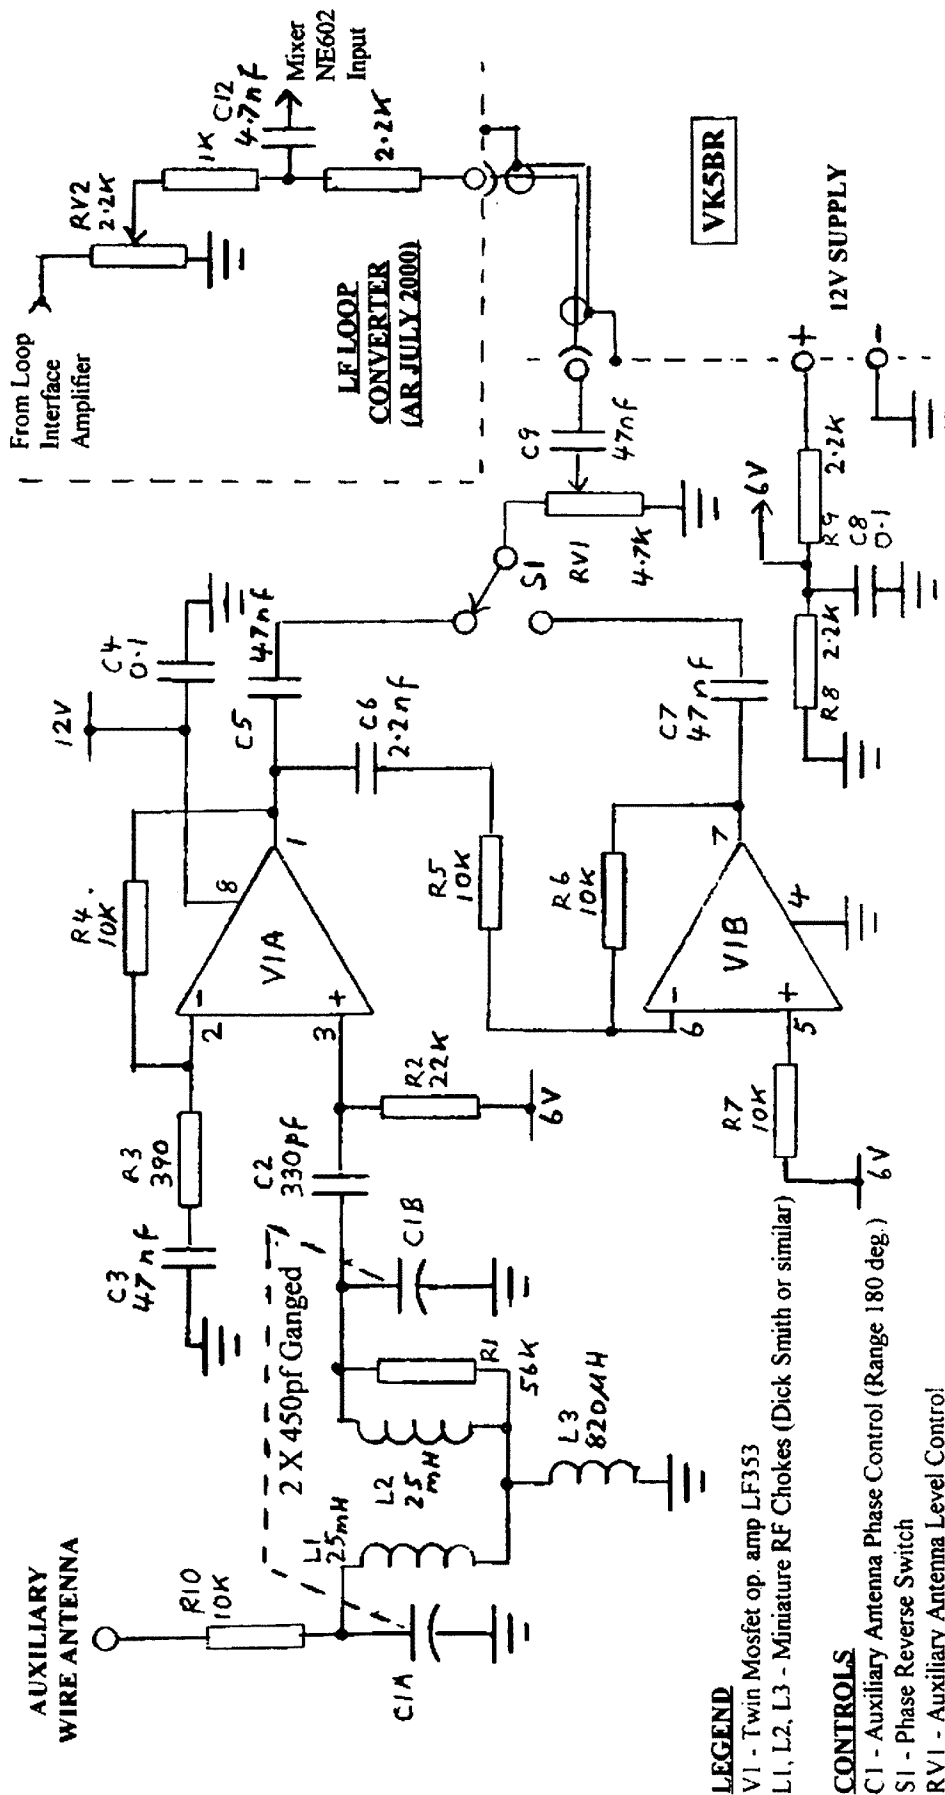 AUXILIARY
WIRE ANTENNA
R10
10K
C1A
L1
25mH
2 X 450pf Ganged
L2
25mH
R1
56K
L3
820µH
C1B
C3
47nf
R3
390
C2
330pf
R2
22K
6V
R4
10K
2
-
V1A
3
+
8
1
12V
C4
0.1
C5
47nf
C6
2.2nf
R5
10K
R6
10K
6
-
V1B
5
+
4
7
R7
10K
6V
C7
47nf
S1
RV1
4.7K
C9
47nf
R8
2.2K
R9
2.2K
C8
0.1
6V
+
-
12V SUPPLY
VK5BR
From Loop
Interface
Amplifier
RV2
2.2K
1K
C12
4.7nf
Mixer
NE602
Input
2.2K
LF LOOP
CONVERTER
(AR JULY 2000)
LEGEND
V1 - Twin Mosfet op. amp LF353
L1, L2, L3 - Miniature RF Chokes (Dick Smith or similar)
CONTROLS
C1 - Auxiliary Antenna Phase Control (Range 180 deg.)
S1 - Phase Reverse Switch
RV1 - Auxiliary Antenna Level Control